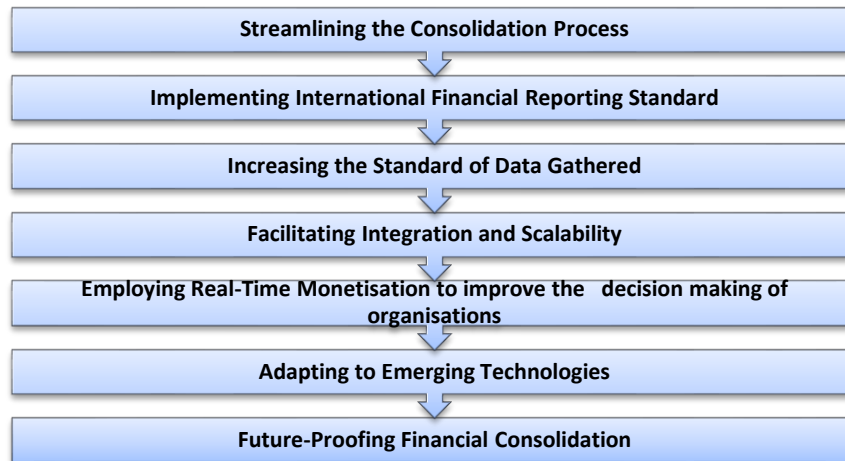 Streamlining the Consolidation Process
Implementing International Financial Reporting Standard
Increasing the Standard of Data Gathered
Facilitating Integration and Scalability
Employing Real-Time Monetisation to improve the decision making of
organisations
Adapting to Emerging Technologies
Future-Proofing Financial Consolidation